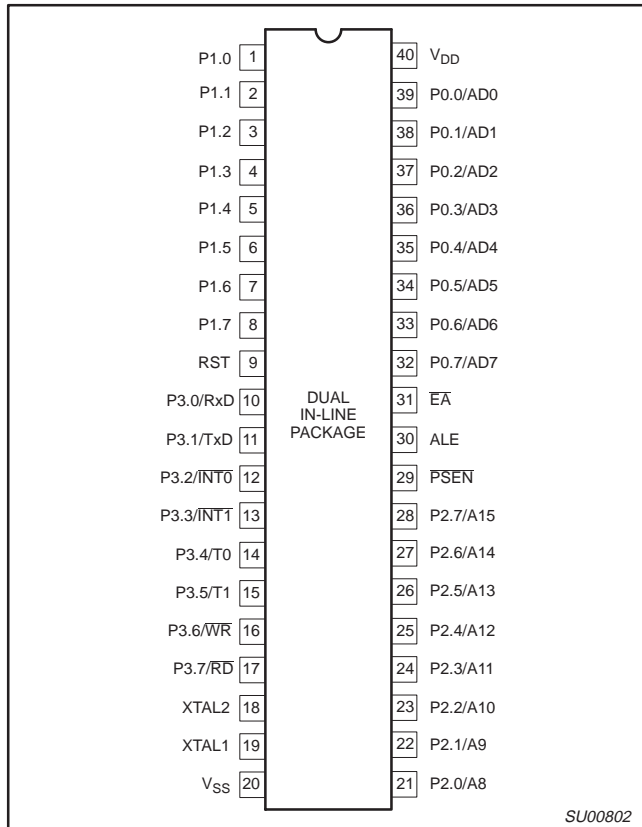 P1.0 1 40 VDD
P1.1 2 39 P0.0/AD0
P1.2 3 38 P0.1/AD1
P1.3 4 37 P0.2/AD2
P1.4 5 36 P0.3/AD3
P1.5 6 35 P0.4/AD4
P1.6 7 34 P0.5/AD5
P1.7 8 33 P0.6/AD6
RST 9 32 P0.7/AD7
P3.0/RxD 10 DUAL 31 E̅A̅
IN-LINE
P3.1/TxD 11 PACKAGE 30 ALE
P3.2/I̅N̅T̅0̅ 12 29 P̅S̅E̅N̅
P3.3/I̅N̅T̅1̅ 13 28 P2.7/A15
P3.4/T0 14 27 P2.6/A14
P3.5/T1 15 26 P2.5/A13
P3.6/W̅R̅ 16 25 P2.4/A12
P3.7/R̅D̅ 17 24 P2.3/A11
XTAL2 18 23 P2.2/A10
XTAL1 19 22 P2.1/A9
VSS 20 21 P2.0/A8
SU00802